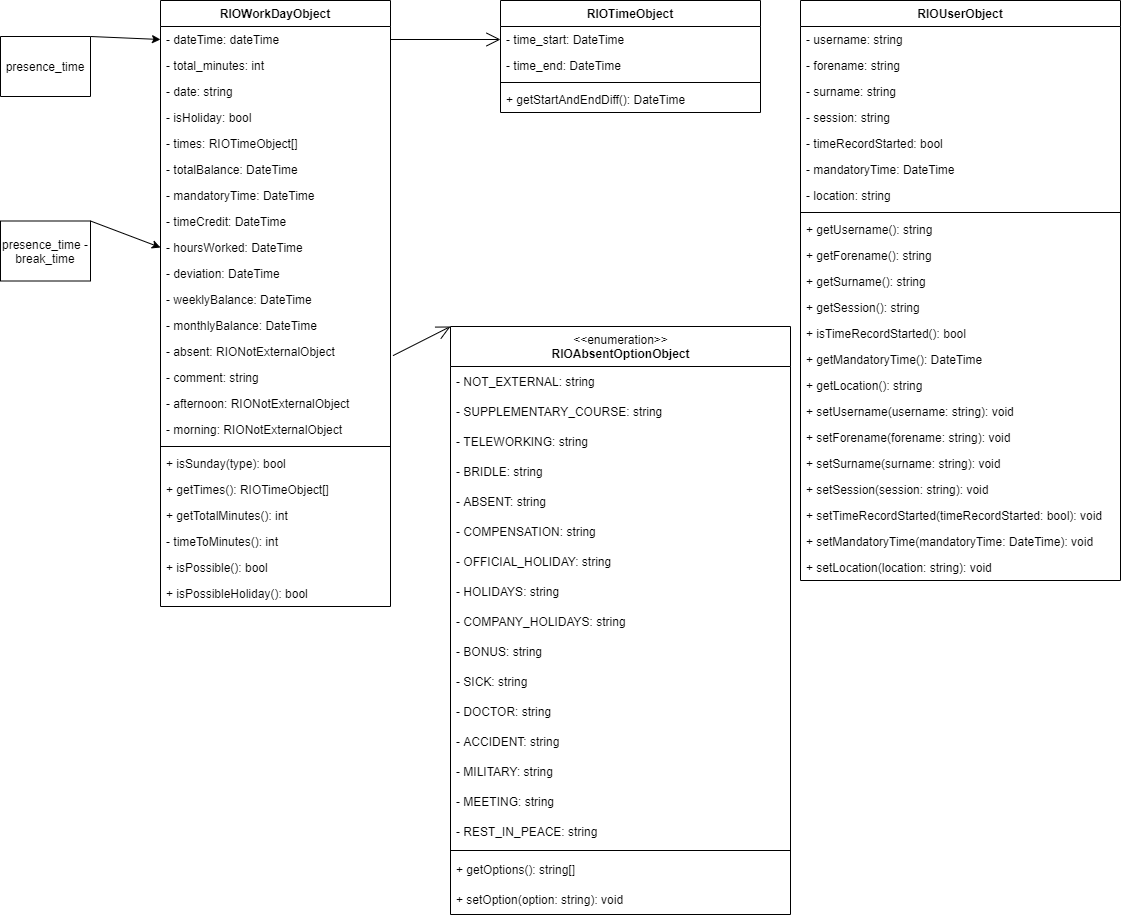 presence_time
presence_time -
break_time
RIOWorkDayObject
- dateTime: dateTime
- total_minutes: int
- date: string
- isHoliday: bool
- times: RIOTimeObject[]
- totalBalance: DateTime
- mandatoryTime: DateTime
- timeCredit: DateTime
- hoursWorked: DateTime
- deviation: DateTime
- weeklyBalance: DateTime
- monthlyBalance: DateTime
- absent: RIONotExternalObject
- comment: string
- afternoon: RIONotExternalObject
- morning: RIONotExternalObject
+ isSunday(type): bool
+ getTimes(): RIOTimeObject[]
+ getTotalMinutes(): int
- timeToMinutes(): int
+ isPossible(): bool
+ isPossibleHoliday(): bool
RIOTimeObject
- time_start: DateTime
- time_end: DateTime
+ getStartAndEndDiff(): DateTime
<<enumeration>>
RIOAbsentOptionObject
- NOT_EXTERNAL: string
- SUPPLEMENTARY_COURSE: string
- TELEWORKING: string
- BRIDLE: string
- ABSENT: string
- COMPENSATION: string
- OFFICIAL_HOLIDAY: string
- HOLIDAYS: string
- COMPANY_HOLIDAYS: string
- BONUS: string
- SICK: string
- DOCTOR: string
- ACCIDENT: string
- MILITARY: string
- MEETING: string
- REST_IN_PEACE: string
+ getOptions(): string[]
+ setOption(option: string): void
RIOUserObject
- username: string
- forename: string
- surname: string
- session: string
- timeRecordStarted: bool
- mandatoryTime: DateTime
- location: string
+ getUsername(): string
+ getForename(): string
+ getSurname(): string
+ getSession(): string
+ isTimeRecordStarted(): bool
+ getMandatoryTime(): DateTime
+ getLocation(): string
+ setUsername(username: string): void
+ setForename(forename: string): void
+ setSurname(surname: string): void
+ setSession(session: string): void
+ setTimeRecordStarted(timeRecordStarted: bool): void
+ setMandatoryTime(mandatoryTime: DateTime): void
+ setLocation(location: string): void